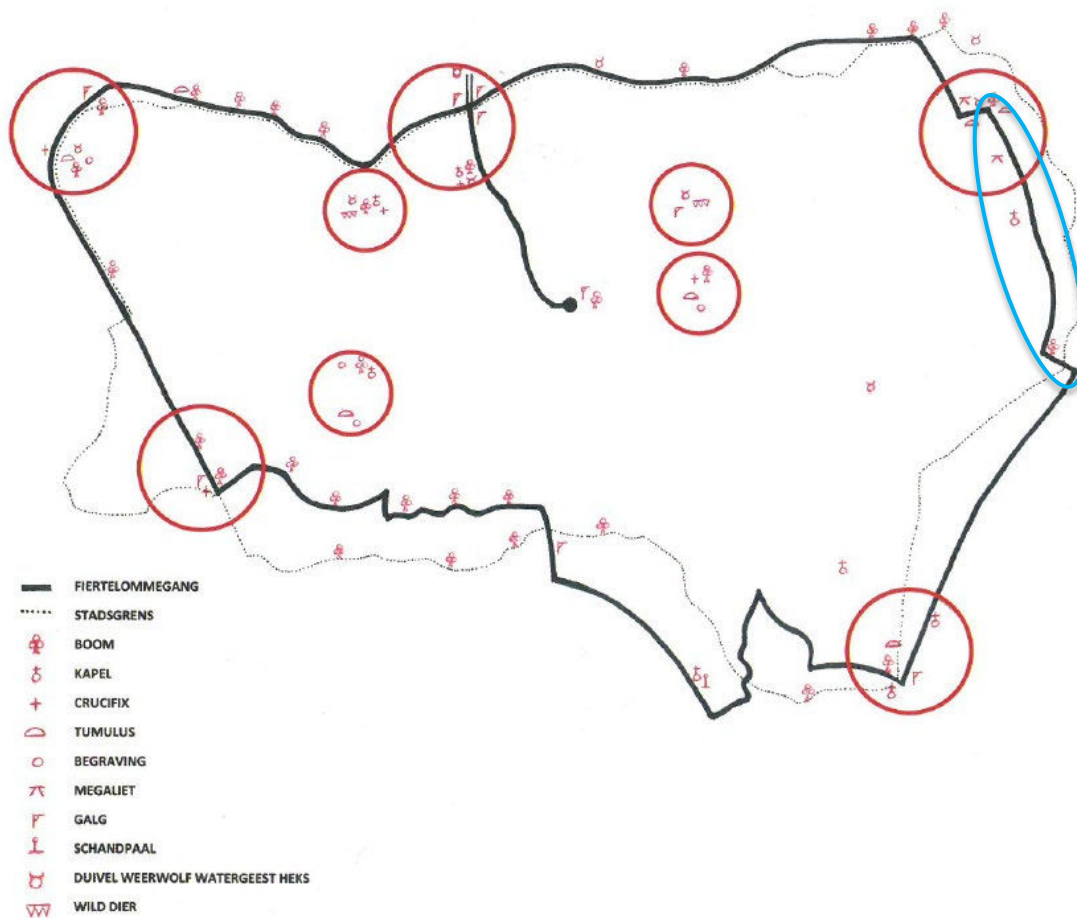 FIERTELOMMEGANG
STADSGRENS
BOOM
KAPEL
CRUCIFIX
TUMULUS
BEGRAVING
MEGALIET
GALG
SCHANDPAAL
DUIVEL WEERWOLF WATERGEEST HEKS
WILD DIER